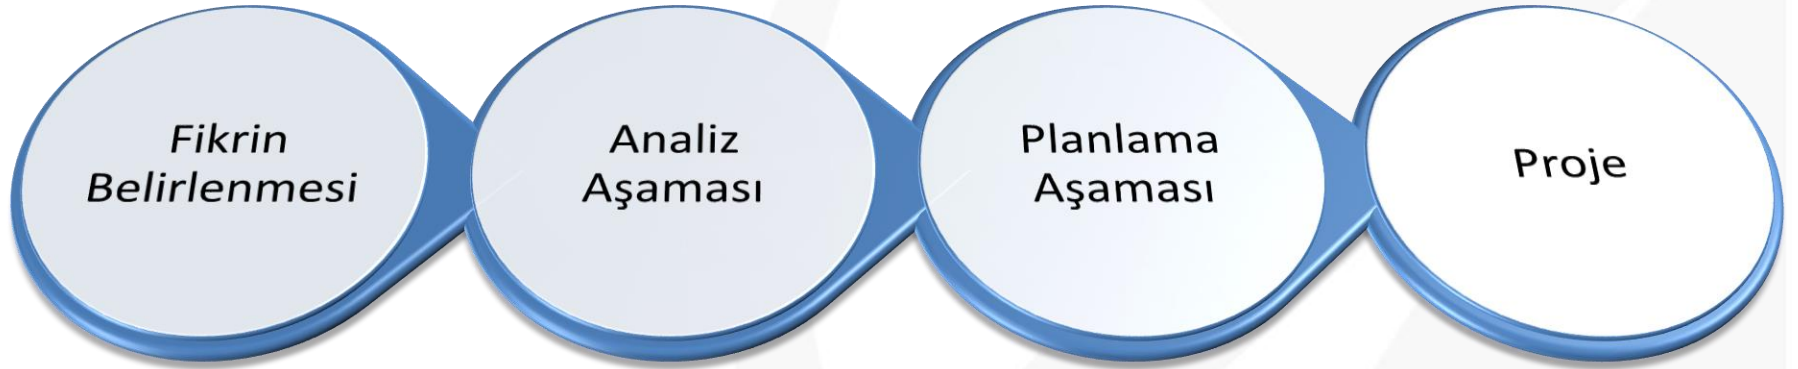 Fikrin
Belirlenmesi
Analiz
Aşaması
Planlama
Aşaması
Proje